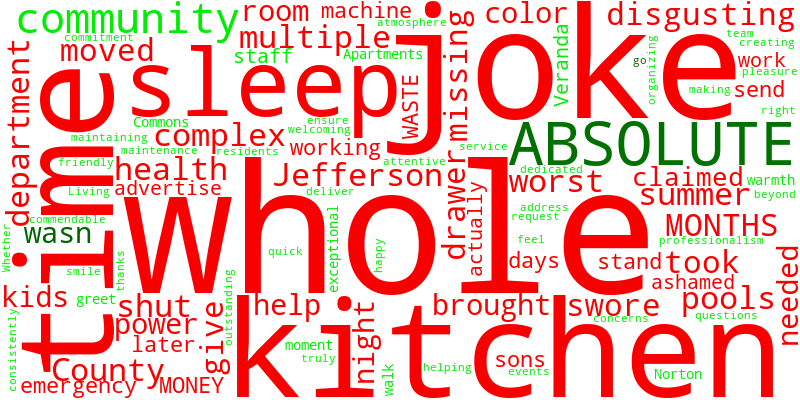 community
room
machine
atmosphere
color
disgusting
commitment
moved
multiple
joke
team
creating
staff
Apartments
go
work
pleasure
organizing
Veranda
department
time
sleep
WASTE
missing
making
send
right
Commons
ensure
welcoming
maintaining
complex
maintenance
residents
working
service
ABSOLUTE
friendly
health
attentive
dedicated
Living
advertise
Jefferson
worst
claimed
warmth
deliver
drawer
actually
summer
beyond
commendable
whole
address
request
MONTHS
wasn
exceptional
feel
professionalism
Whether
quick
happy
days
stand
took
smile
thanks
ashamed
kids
greet
outstanding
shut
help
brought
swore
pools
needed
consistently
power
give
kitchen
concerns
questions
later.
moment
night
truly
sons
County
helping
events
Norton
emergency
MONEY
walk